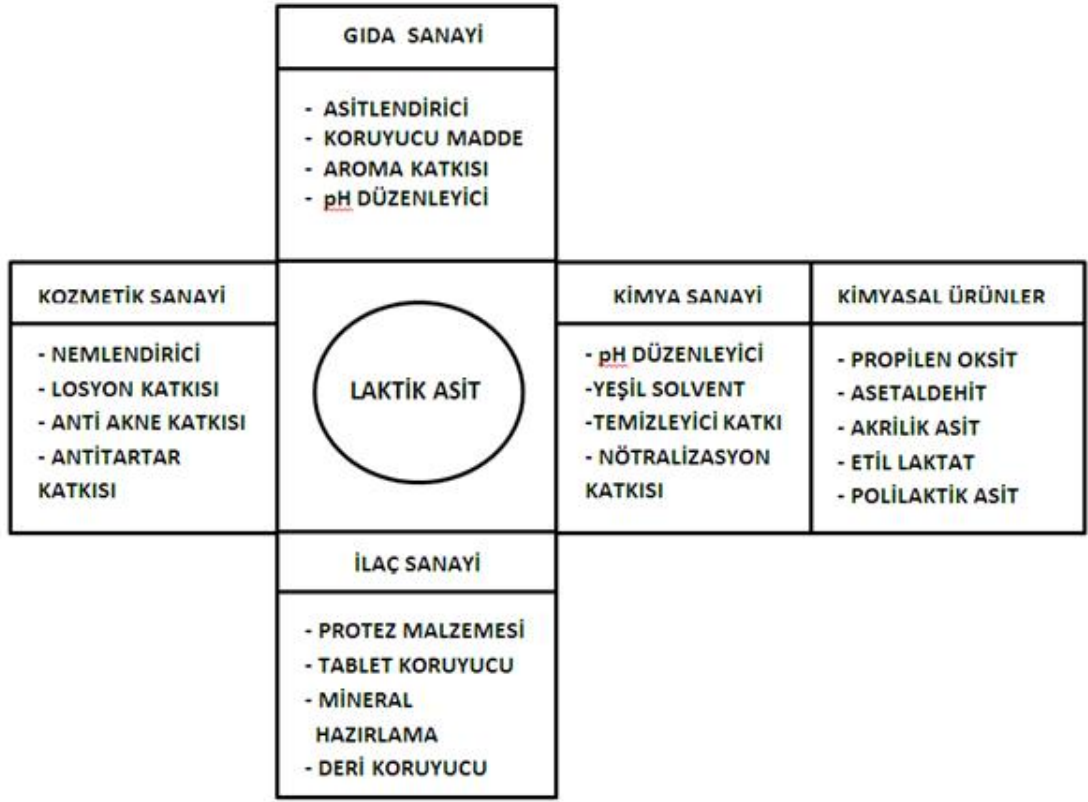 GIDA SANAYİ
- ASİTLENDİRİCİ
- KORUYUCU MADDE
- AROMA KATKISI
- pH DÜZENLEYİCİ
KOZMETİK SANAYİ
- NEMLENDİRİCİ
- LOSYON KATKISI
- ANTİ AKNE KATKISI
- ANTİTARTAR
KATKISI
LAKTİK ASİT
KİMYA SANAYİ
- pH DÜZENLEYİCİ
-YEŞİL SOLVENT
-TEMİZLEYİCİ KATKI
- NÖTRALİZASYON
KATKISI
KİMYASAL ÜRÜNLER
- PROPİLEN OKSİT
- ASETALDEHİT
- AKRİLİK ASİT
- ETİL LAKTAT
- POLİLAKTİK ASİT
İLAÇ SANAYİ
- PROTEZ MALZEMESİ
- TABLET KORUYUCU
- MİNERAL
HAZIRLAMA
- DERİ KORUYUCU